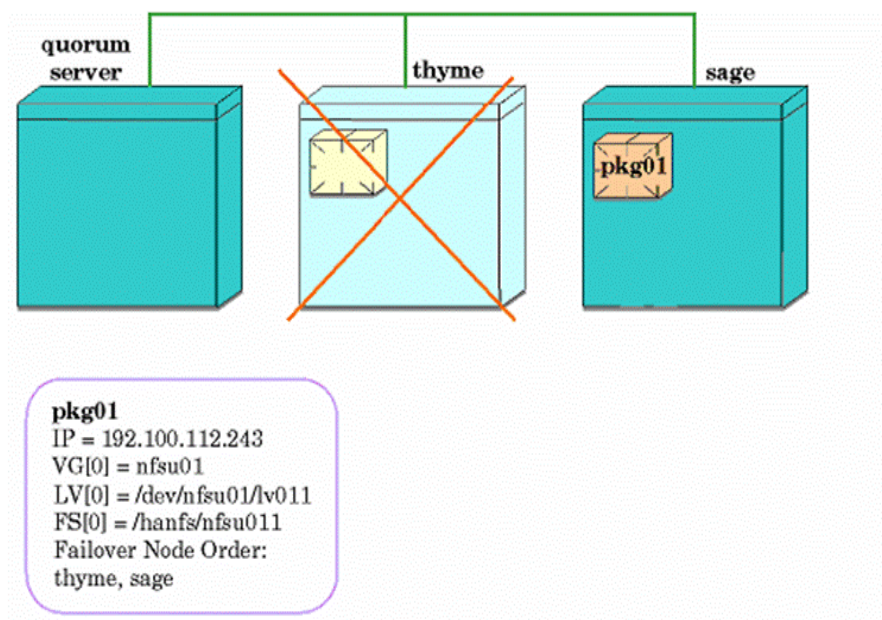 quorum
server
thyme
sage
pkg01
pkg01
IP = 192.100.112.243
VG[0] = nfsu01
LV[0] = /dev/nfsu01/lv011
FS[0] = /hanfs/nfsu011
Failover Node Order:
thyme, sage